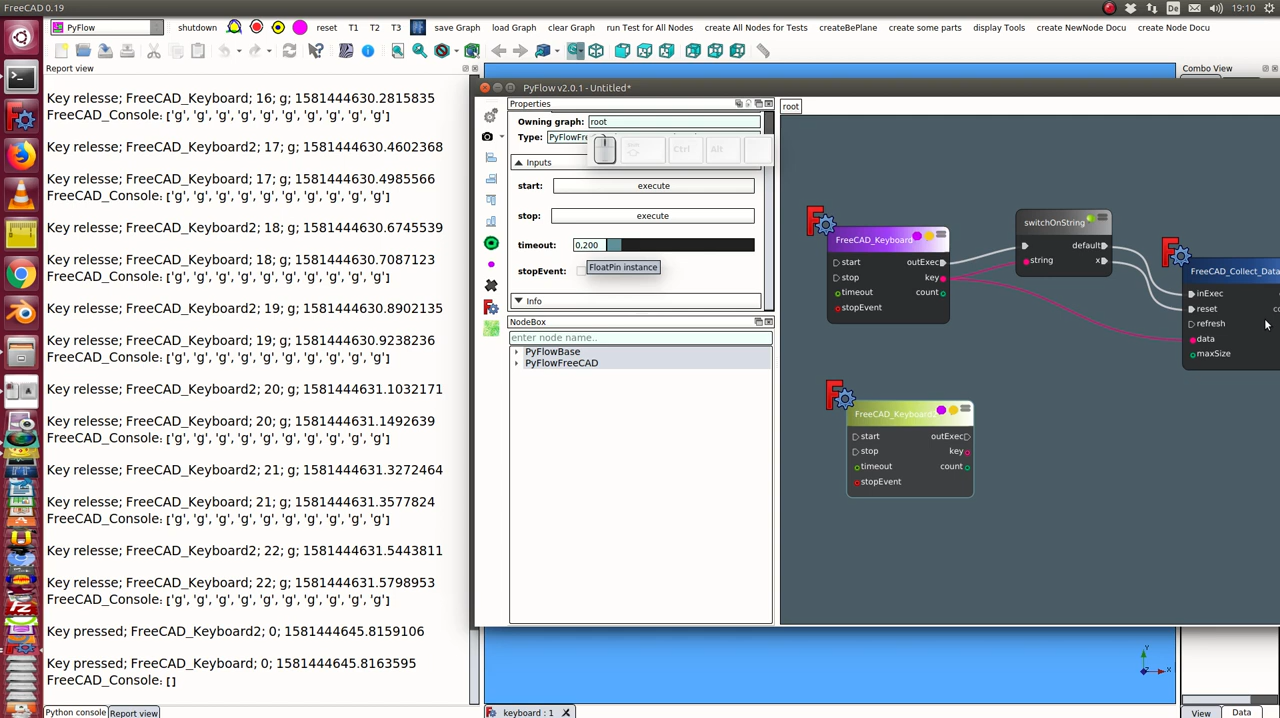 FreeCAD 0.19
De
19:10
PyFlow
shutdown
reset
T1
T2
T3
save Graph
load Graph
create All Nodes
run Test for All Nodes
create All Nodes for Tests
createBePlane
create some parts
display Tools
create NewNode Docu
create Node Docu
Report view
Key relesse; FreeCAD_Keyboard; 16; g; 1581444630.2815835
FreeCAD_Console: ['g', 'g', 'g', 'g', 'g', 'g', 'g', 'g', 'g', 'g']
Key relesse; FreeCAD_Keyboard2; 17; g; 1581444630.4602368
Key relesse; FreeCAD_Keyboard; 17; g; 1581444630.4985566
FreeCAD_Console: ['g', 'g', 'g', 'g', 'g', 'g', 'g', 'g', 'g', 'g']
Key relesse; FreeCAD_Keyboard2; 18; g; 1581444630.6745539
Key relesse; FreeCAD_Keyboard; 18; g; 1581444630.7087123
FreeCAD_Console: ['g', 'g', 'g', 'g', 'g', 'g', 'g', 'g', 'g', 'g']
Key relesse; FreeCAD_Keyboard2; 19; g; 1581444630.8902135
Key relesse; FreeCAD_Keyboard; 19; g; 1581444630.9238236
FreeCAD_Console: ['g', 'g', 'g', 'g', 'g', 'g', 'g', 'g', 'g', 'g']
Key relesse; FreeCAD_Keyboard2; 20; g; 1581444631.1032171
Key relesse; FreeCAD_Keyboard; 20; g; 1581444631.1492639
FreeCAD_Console: ['g', 'g', 'g', 'g', 'g', 'g', 'g', 'g', 'g', 'g']
Key relesse; FreeCAD_Keyboard2; 21; g; 1581444631.3272464
Key relesse; FreeCAD_Keyboard; 21; g; 1581444631.3577824
FreeCAD_Console: ['g', 'g', 'g', 'g', 'g', 'g', 'g', 'g', 'g', 'g']
Key relesse; FreeCAD_Keyboard2; 22; g; 1581444631.5443811
Key relesse; FreeCAD_Keyboard; 22; g; 1581444631.5798953
FreeCAD_Console: ['g', 'g', 'g', 'g', 'g', 'g', 'g', 'g', 'g', 'g']
Key pressed; FreeCAD_Keyboard2; 0; 1581444645.8159106
Key pressed; FreeCAD_Keyboard; 0; 1581444645.8163595
FreeCAD_Console: []
Python console
Report view
PyFlow v2.0.1 - Untitled*
Properties
Owning graph: root
Type:
Ctrl
Alt
Inputs
start: execute
stop: execute
timeout: 0,200
FloatPin instance
stopEvent:
Info
NodeBox
enter node name..
PyFlowBase
PyFlowFreeCAD
root
FreeCAD_Keyboard
start outExec
stop key
timeout count
stopEvent
switchOnString
default
string x
FreeCAD_Collect_Data
inExec
reset
refresh
data
maxSize
FreeCAD_Keyboard2
start outExec
stop key
timeout count
stopEvent
Combo View
Y
X
keyboard : 1
View
Data